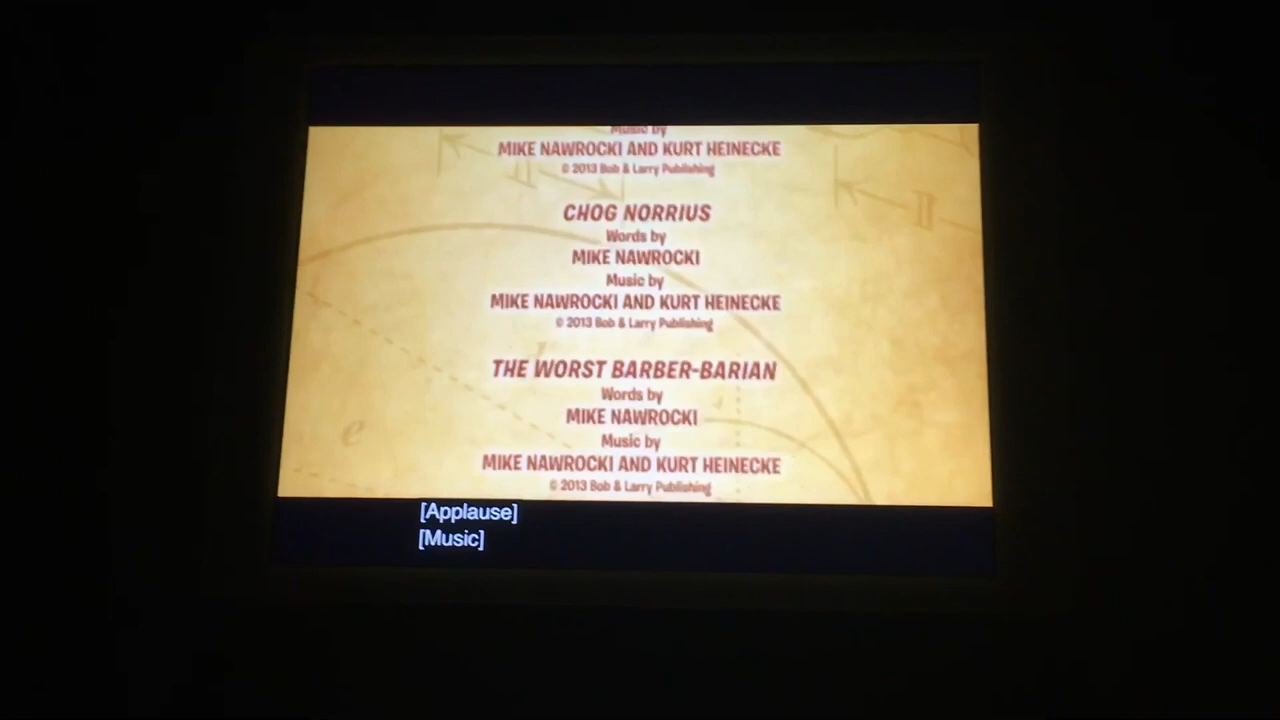 Music by
MIKE NAWROCKI AND KURT HEINECKE
© 2013 Bob & Larry Publishing
CHOG NORRIUS
Words by
MIKE NAWROCKI
Music by
MIKE NAWROCKI AND KURT HEINECKE
© 2013 Bob & Larry Publishing
THE WORST BARBER-BARIAN
Words by
MIKE NAWROCKI
Music by
MIKE NAWROCKI AND KURT HEINECKE
© 2013 Bob & Larry Publishing
e
[Applause]
[Music]